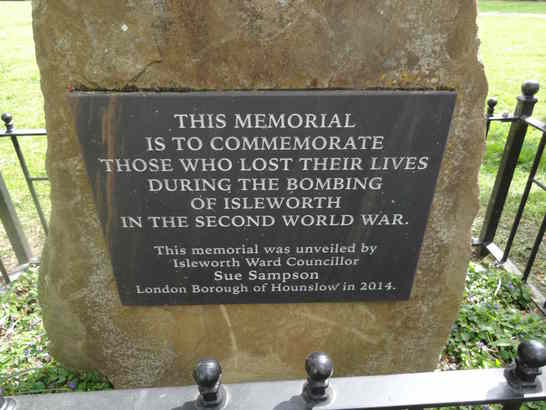 THIS MEMORIAL
IS TO COMMEMORATE
THOSE WHO LOST THEIR LIVES
DURING THE BOMBING
OF ISLEWORTH
IN THE SECOND WORLD WAR.
This memorial was unveiled by
Isleworth Ward Councillor
Sue Sampson
London Borough of Hounslow in 2014.